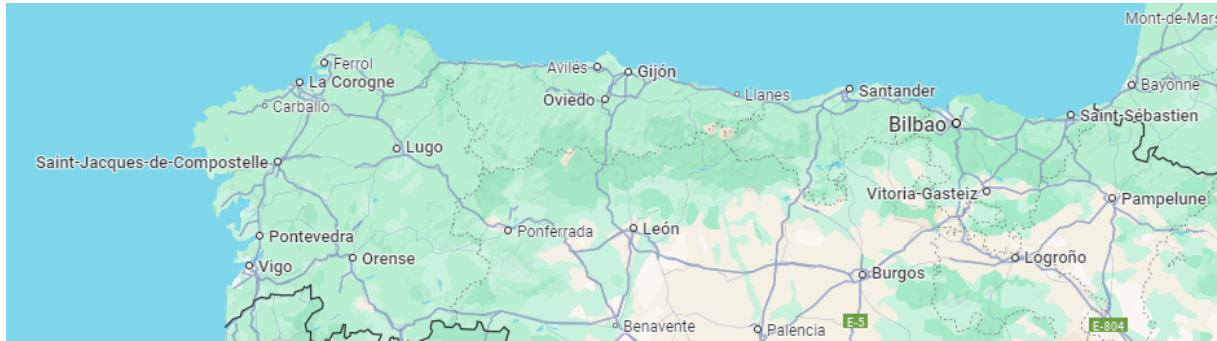 Mont-de-Mars
Ferrol
Avilés
Gijón
La Corogne
Bayonne
Llanes
Santander
Oviedo
Carballo
Saint-Sébastien
Bilbao
Lugo
Saint-Jacques-de-Compostelle
Vitoria-Gasteiz
Pampelune
León
Ponferrada
Pontevedra
Orense
Logroño
Vigo
Burgos
E-5
Benavente
E-804
Palencia